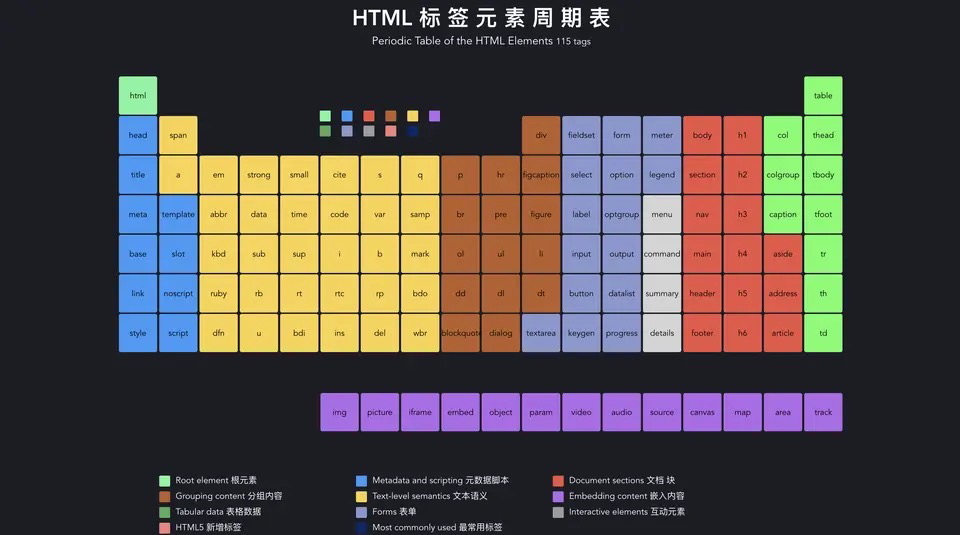 HTML 标签元素周期表
Periodic Table of the HTML Elements 115 tags
html table
head span div fieldset form meter body h1 col thead
title a em strong small cite s q p hr figcaption select option legend section h2 colgroup tbody
meta template abbr data time code var samp br pre figure label optgroup menu nav h3 caption tfoot
base slot kbd sub sup i b mark ol ul li input output command main h4 aside tr
link noscript ruby rb rt rtc rp bdo dd dl dt button datalist summary header h5 address th
style script dfn u bdi ins del wbr blockquote dialog textarea keygen progress details footer h6 article td
img picture iframe embed object param video audio source canvas map area track
Root element 根元素 Metadata and scripting 元数据脚本 Document sections 文档 块
Grouping content 分组内容 Text-level semantics 文本语义 Embedding content 嵌入内容
Tabular data 表格数据 Forms 表单 Interactive elements 互动元素
HTML5 新增标签 Most commonly used 最常用标签